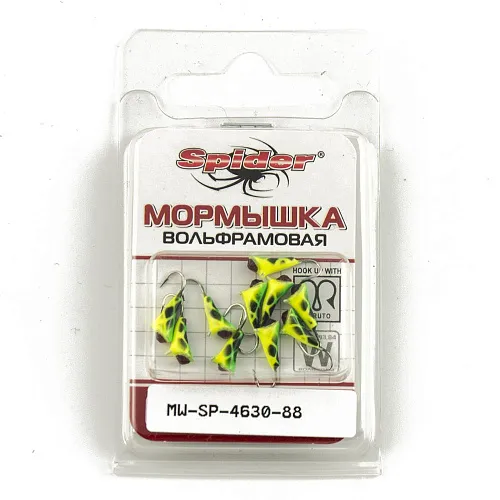 Spider®
МОРМЫШКА
ВОЛЬФРАМОВАЯ
HOOK UP WITH
W
MW-SP-4630-88